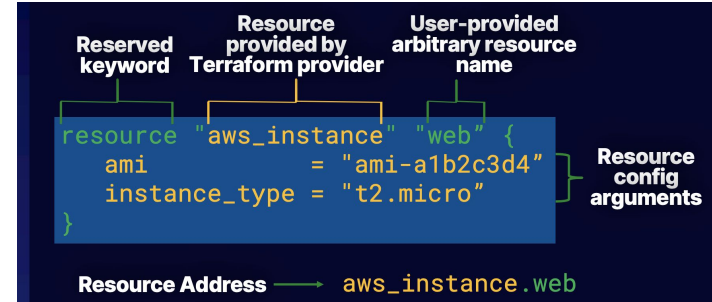 Reserved
keyword
Resource
provided by
Terraform provider
User-provided
arbitrary resource
name
resource "aws_instance" "web” {
ami = "ami-a1b2c3d4”
instance_type = "t2.micro”
}
Resource
config
arguments
Resource Address aws_instance.web